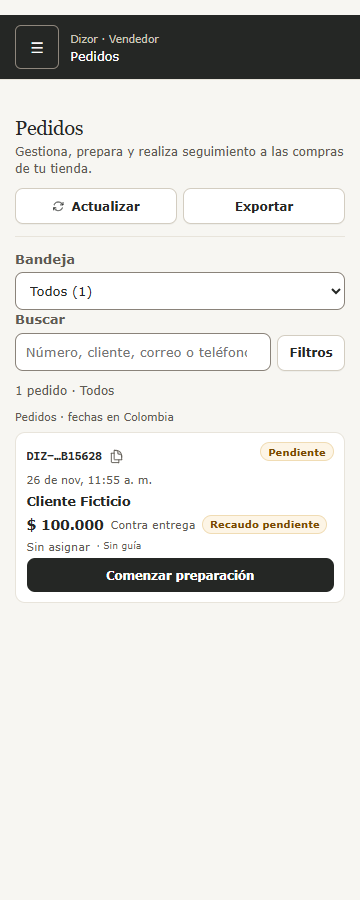 Dizor · Vendedor
Pedidos
Pedidos
Gestiona, prepara y realiza seguimiento a las compras
de tu tienda.
Actualizar
Exportar
Bandeja
Todos (1)
Buscar
Número, cliente, correo o teléfono
Filtros
1 pedido · Todos
Pedidos · fechas en Colombia
DIZ-…B15628
Pendiente
26 de nov, 11:55 a. m.
Cliente Ficticio
$ 100.000 Contra entrega Recaudo pendiente
Sin asignar · Sin guía
Comenzar preparación